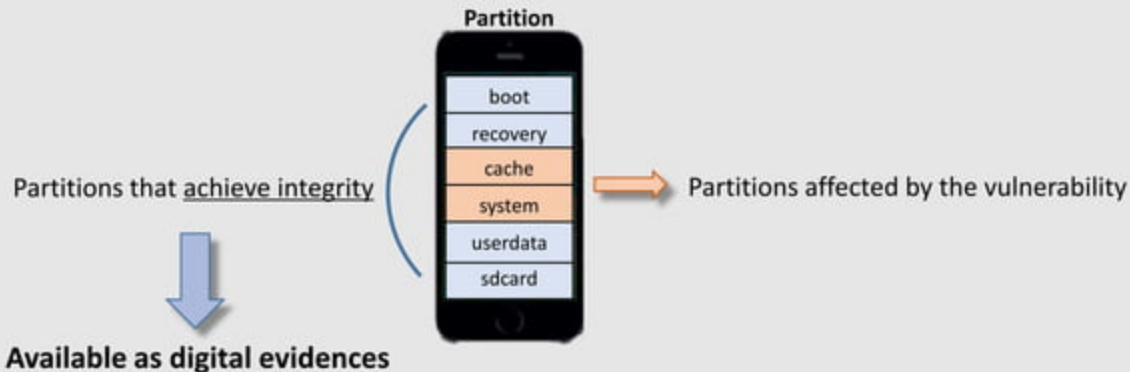 Partition
boot
recovery
cache
system
userdata
sdcard
Partitions that achieve integrity
Partitions affected by the vulnerability
Available as digital evidences